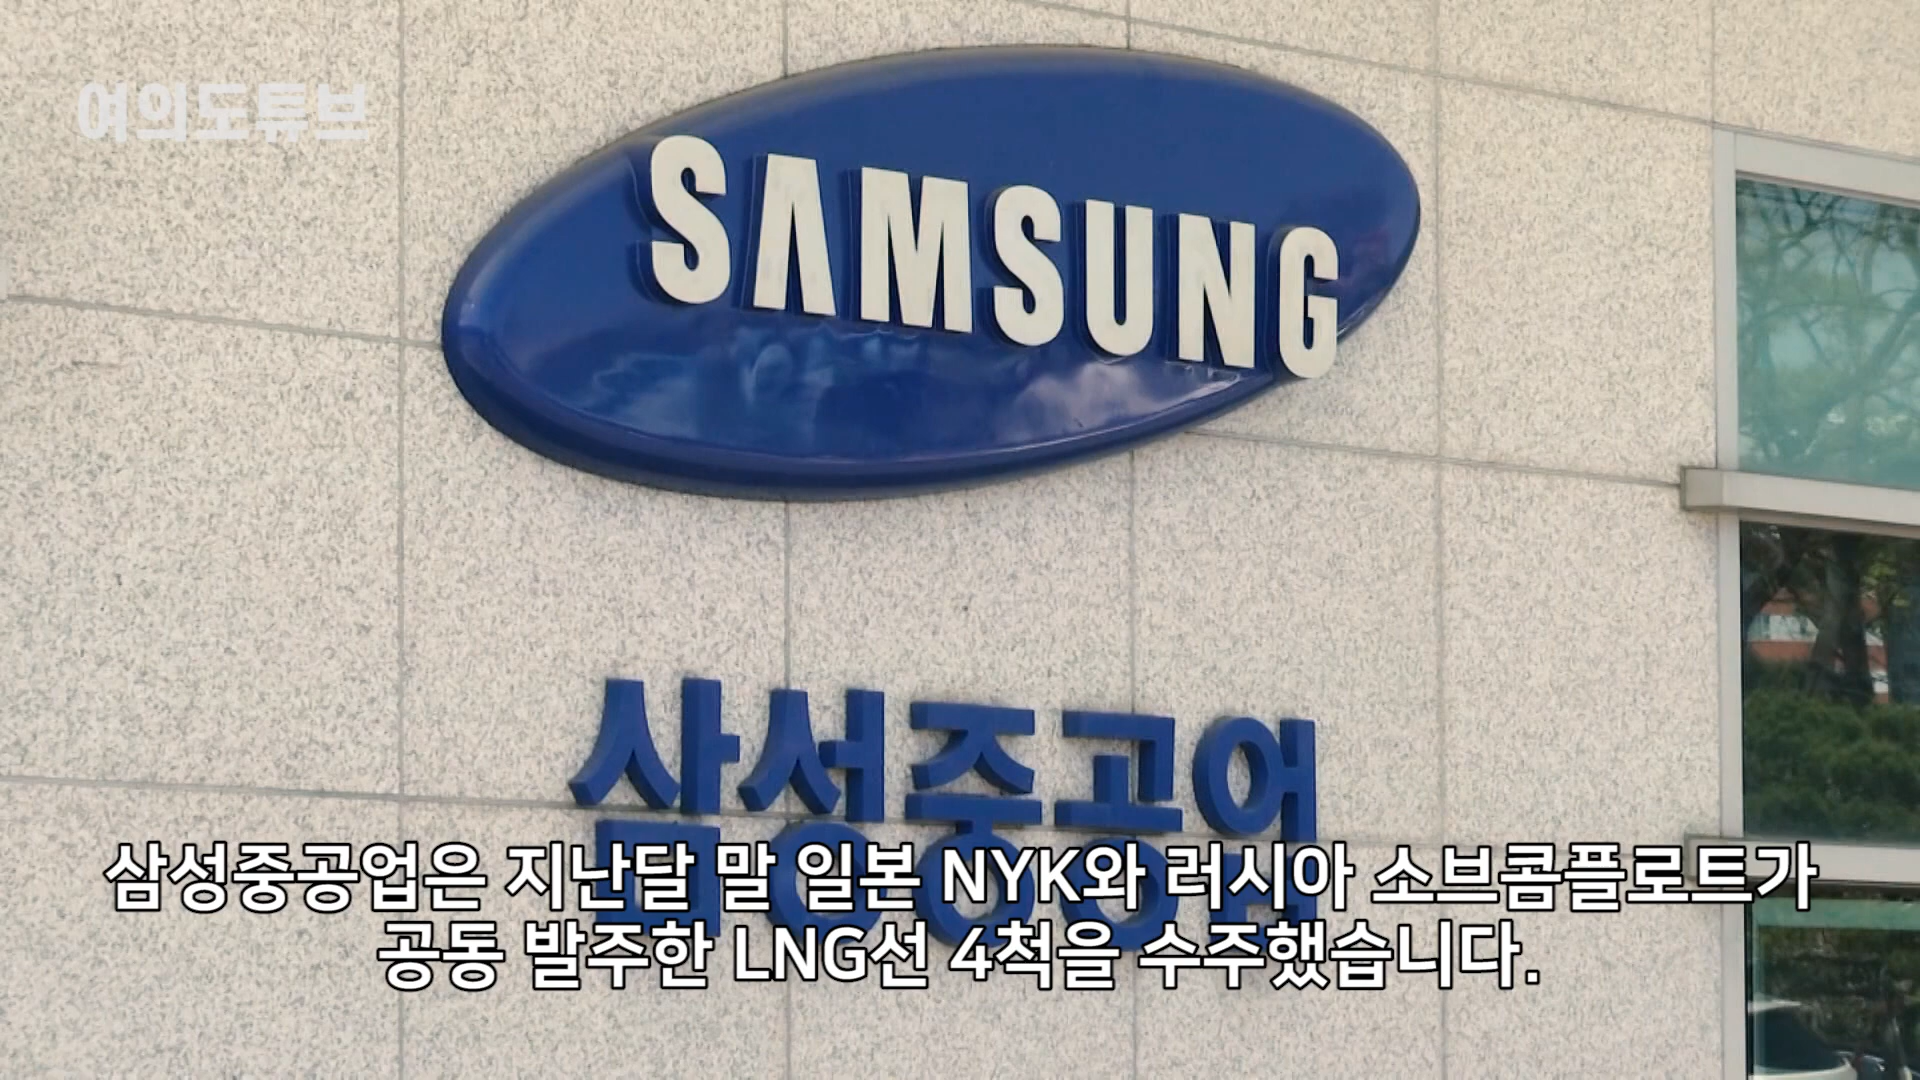 여의도튜브
SAMSUNG
삼성중공업
삼성중공업은 지난달 말 일본 NYK와 러시아 소브콤플로트가
공동 발주한 LNG선 4척을 수주했습니다.